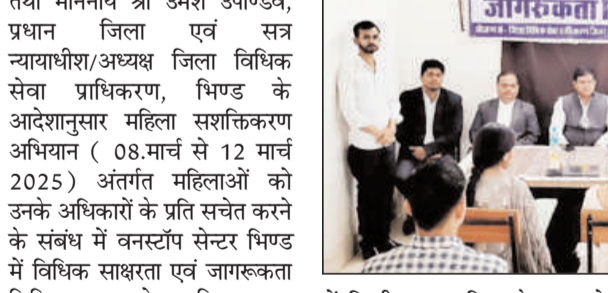 तथा माननीय श्री उमेश उपाण्डव,
प्रधान जिला एवं सत्र
न्यायाधीश/अध्यक्ष जिला विधिक
सेवा प्राधिकरण, भिण्ड के
आदेशानुसार महिला सशक्तिकरण
अभियान ( 08.मार्च से 12 मार्च
2025) अंतर्गत महिलाओं को
उनके अधिकारों के प्रति सचेत करने
के संबंध में वनस्टॉप सेन्टर भिण्ड
में विधिक साक्षरता एवं जागरूकता
जागरूकता